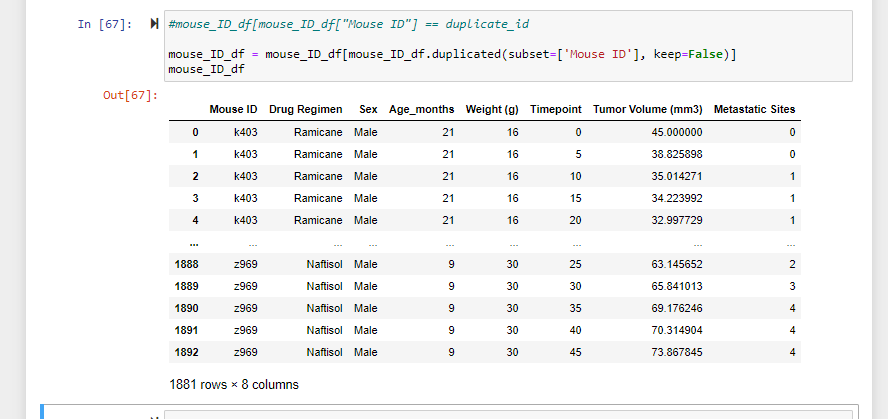 In [67]: #mouse_ID_df[mouse_ID_df["Mouse ID"] == duplicate_id
mouse_ID_df = mouse_ID_df[mouse_ID_df.duplicated(subset=['Mouse ID'], keep=False)]
mouse_ID_df
Out[67]:
Mouse ID Drug Regimen Sex Age_months Weight (g) Timepoint Tumor Volume (mm3) Metastatic Sites
0 k403 Ramicane Male 21 16 0 45.000000 0
1 k403 Ramicane Male 21 16 5 38.825898 0
2 k403 Ramicane Male 21 16 10 35.014271 1
3 k403 Ramicane Male 21 16 15 34.223992 1
4 k403 Ramicane Male 21 16 20 32.997729 1
... ... ... ... ... ... ... ... ...
1888 z969 Naftisol Male 9 30 25 63.145652 2
1889 z969 Naftisol Male 9 30 30 65.841013 3
1890 z969 Naftisol Male 9 30 35 69.176246 4
1891 z969 Naftisol Male 9 30 40 70.314904 4
1892 z969 Naftisol Male 9 30 45 73.867845 4
1881 rows × 8 columns